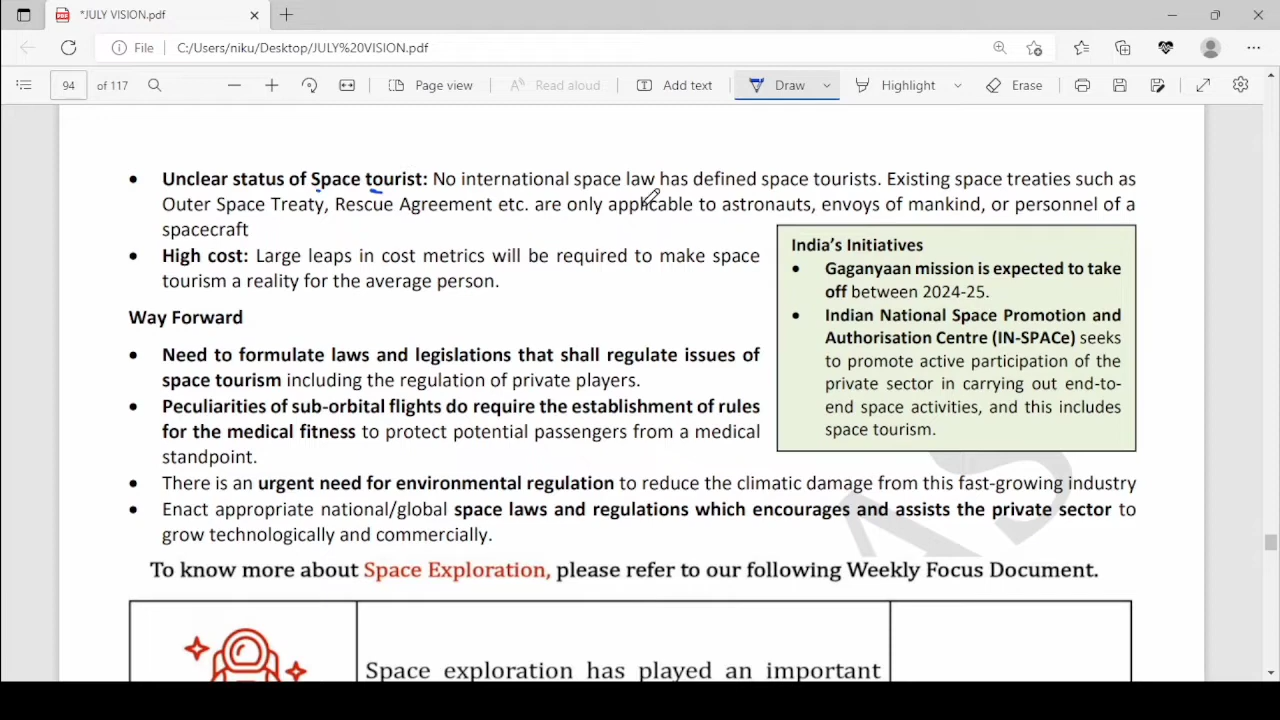 *JULY VISION.pdf
File C:/Users/niku/Desktop/JULY%20VISION.pdf
94 of 117 Page view Read aloud Add text Draw Highlight Erase
• Unclear status of Space tourist: No international space law has defined space tourists. Existing space treaties such as
Outer Space Treaty, Rescue Agreement etc. are only applicable to astronauts, envoys of mankind, or personnel of a
spacecraft
• High cost: Large leaps in cost metrics will be required to make space
tourism a reality for the average person.
Way Forward
• Need to formulate laws and legislations that shall regulate issues of
space tourism including the regulation of private players.
• Peculiarities of sub-orbital flights do require the establishment of rules
for the medical fitness to protect potential passengers from a medical
standpoint.
India's Initiatives
• Gaganyaan mission is expected to take
off between 2024-25.
• Indian National Space Promotion and
Authorisation Centre (IN-SPACe) seeks
to promote active participation of the
private sector in carrying out end-to-
end space activities, and this includes
space tourism.
• There is an urgent need for environmental regulation to reduce the climatic damage from this fast-growing industry
• Enact appropriate national/global space laws and regulations which encourages and assists the private sector to
grow technologically and commercially.
To know more about Space Exploration, please refer to our following Weekly Focus Document.
Space exploration has played an important